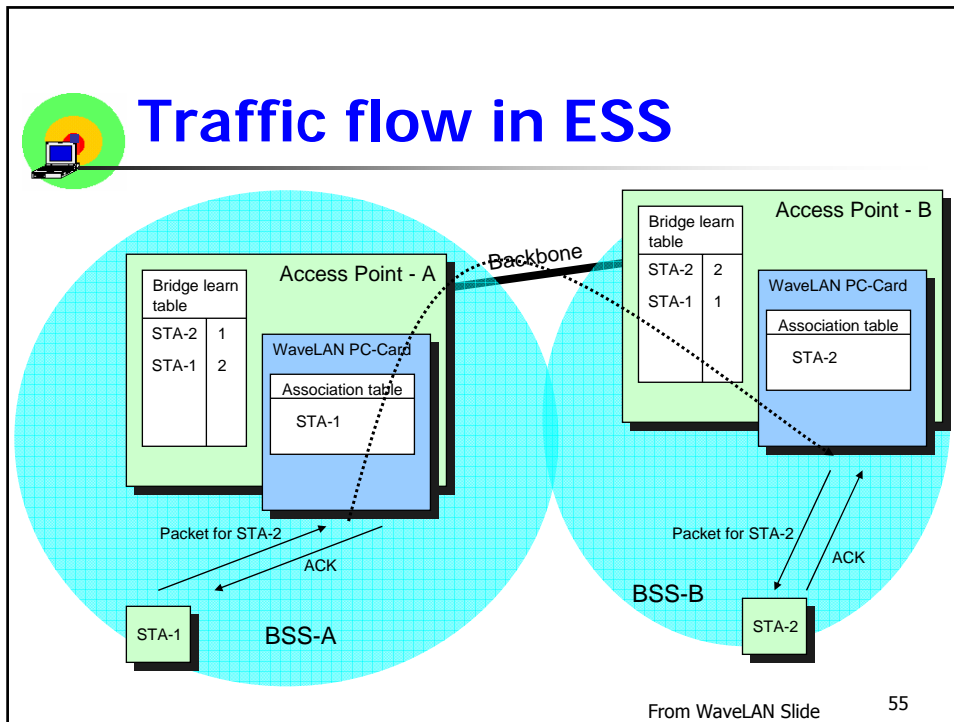 Traffic flow in ESS
Access Point - A
Bridge learn
table
STA-2 1
STA-1 2
WaveLAN PC-Card
Association table
STA-1
Backbone
Access Point - B
Bridge learn
table
STA-2 2
STA-1 1
WaveLAN PC-Card
Association table
STA-2
Packet for STA-2
ACK
STA-1
BSS-A
Packet for STA-2
ACK
BSS-B
STA-2
From WaveLAN Slide
55